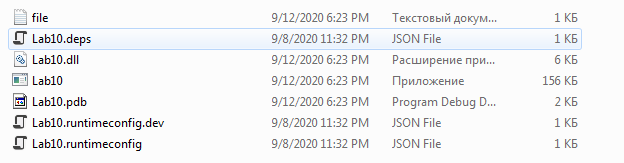 file 9/12/2020 6:23 PM Текстовый докум... 1 КБ
Lab10.deps 9/8/2020 11:32 PM JSON File 1 КБ
Lab10.dll 9/12/2020 6:23 PM Расширение при... 6 КБ
Lab10 9/12/2020 6:23 PM Приложение 156 КБ
Lab10.pdb 9/12/2020 6:23 PM Program Debug D... 2 КБ
Lab10.runtimeconfig.dev 9/8/2020 11:32 PM JSON File 1 КБ
Lab10.runtimeconfig 9/8/2020 11:32 PM JSON File 1 КБ